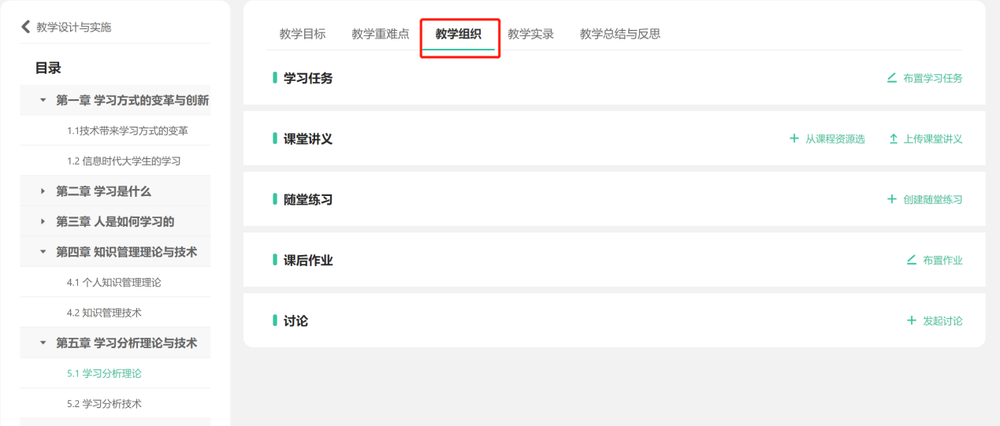 教学设计与实施
目录
第一章 学习方式的变革与创新
1.1技术带来学习方式的变革
1.2 信息时代大学生的学习
第二章 学习是什么
第三章 人是如何学习的
第四章 知识管理理论与技术
4.1 个人知识管理理论
4.2 知识管理技术
第五章 学习分析理论与技术
5.1 学习分析理论
5.2 学习分析技术
教学目标 教学重难点 教学组织 教学实录 教学总结与反思
学习任务 布置学习任务
课堂讲义 从课程资源选 上传课堂讲义
随堂练习 创建随堂练习
课后作业 布置作业
讨论 发起讨论